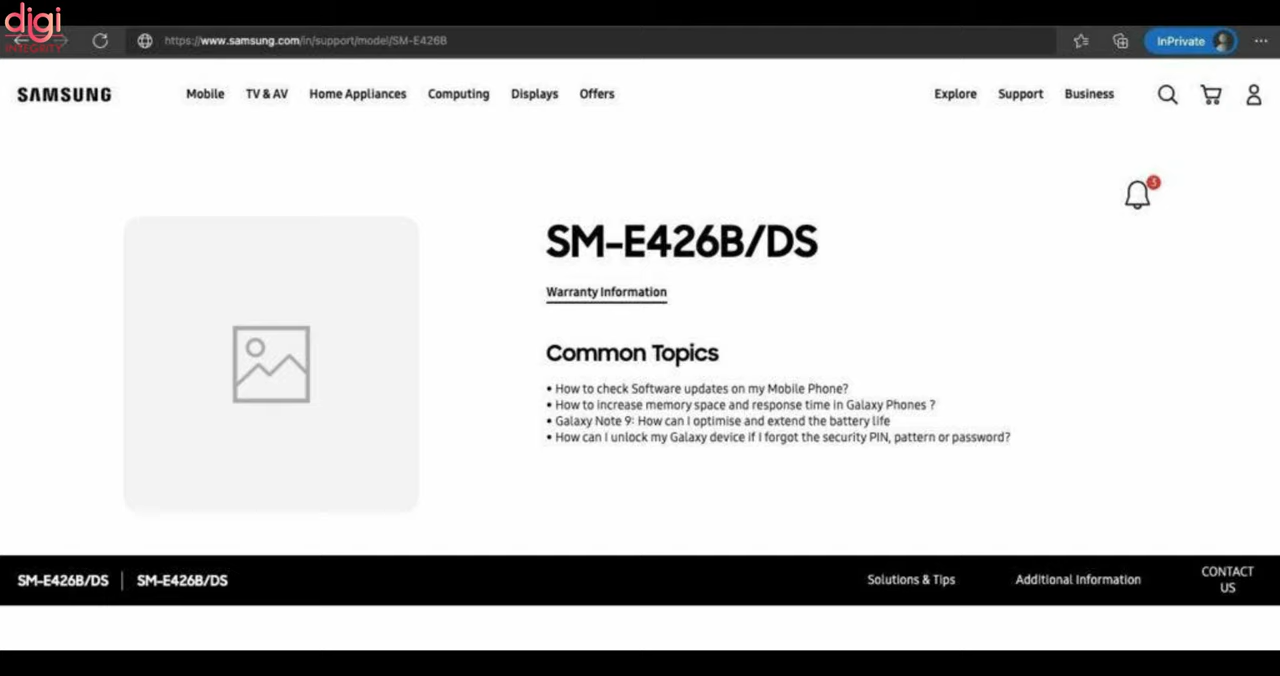 digi
INTEGRITY
https://www.samsung.com/in/support/model/SM-E426B
InPrivate
SAMSUNG Mobile TV & AV Home Appliances Computing Displays Offers Explore Support Business
3
SM-E426B/DS
Warranty Information
Common Topics
• How to check Software updates on my Mobile Phone?
• How to increase memory space and response time in Galaxy Phones ?
• Galaxy Note 9: How can I optimise and extend the battery life
• How can I unlock my Galaxy device if I forgot the security PIN, pattern or password?
SM-E426B/DS | SM-E426B/DS Solutions & Tips Additional Information CONTACT
US